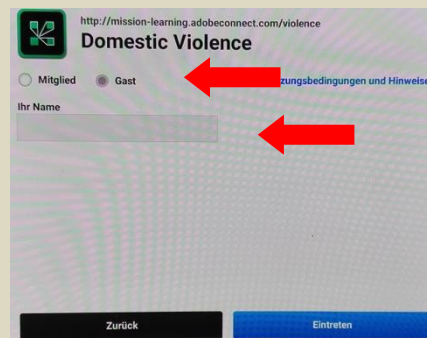 http://mission-learning.adobeconnect.com/violence
Domestic Violence
Mitglied Gast zungsbedingungen und Hinweise
Ihr Name
Zurück Eintreten